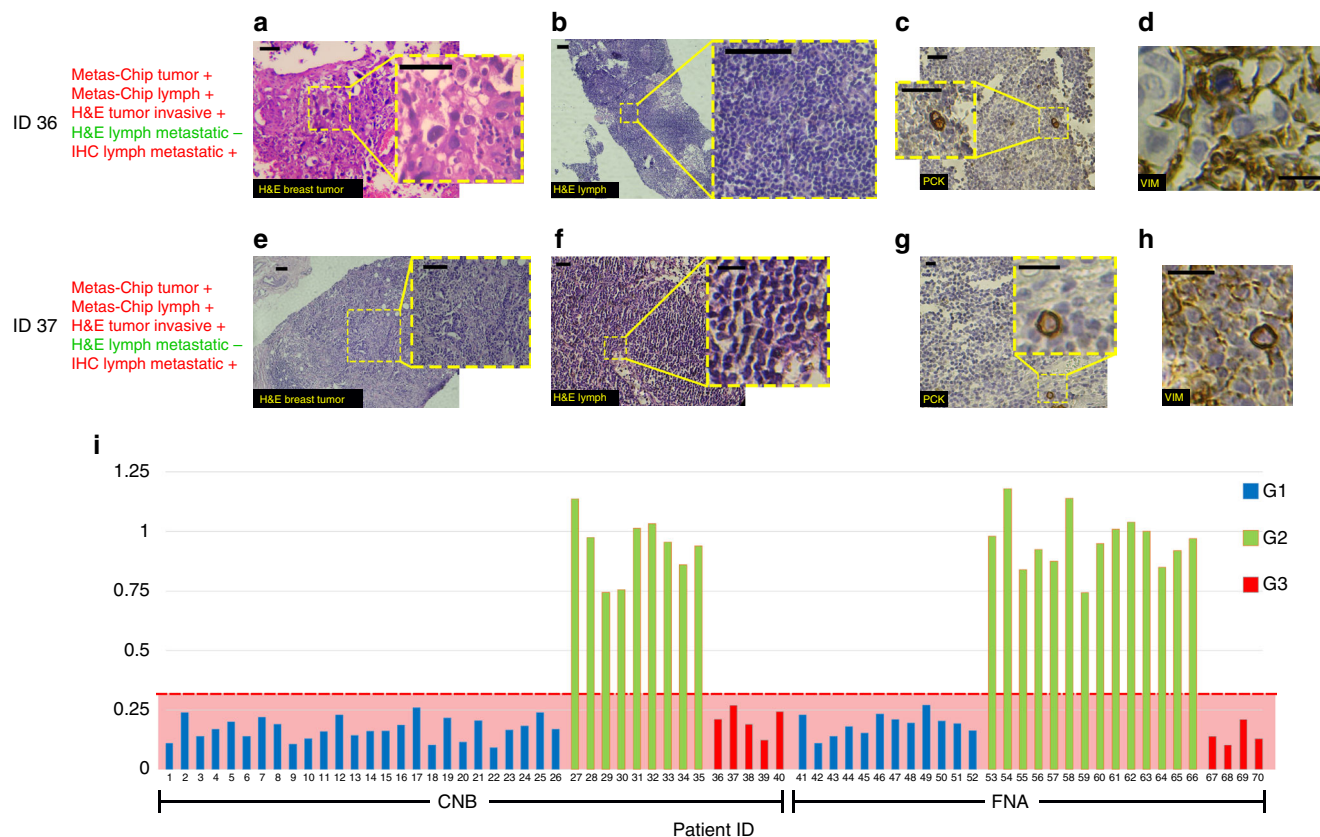 a
b
c
d
ID 36
Metas-Chip tumor +
Metas-Chip lymph +
H&E tumor invasive +
H&E lymph metastatic –
IHC lymph metastatic +
H&E breast tumor
H&E lymph
PCK
VIM
e
f
g
h
ID 37
Metas-Chip tumor +
Metas-Chip lymph +
H&E tumor invasive +
H&E lymph metastatic –
IHC lymph metastatic +
H&E breast tumor
H&E lymph
PCK
VIM
i
1.25
1
0.75
0.5
0.25
0
G1
G2
G3
1 2 3 4 5 6 7 8 9 10 11 12 13 14 15 16 17 18 19 20 21 22 23 24 25 26 27 28 29 30 31 32 33 34 35 36 37 38 39 40 41 42 43 44 45 46 47 48 49 50 51 52 53 54 55 56 57 58 59 60 61 62 63 64 65 66 67 68 69 70
CNB
FNA
Patient ID